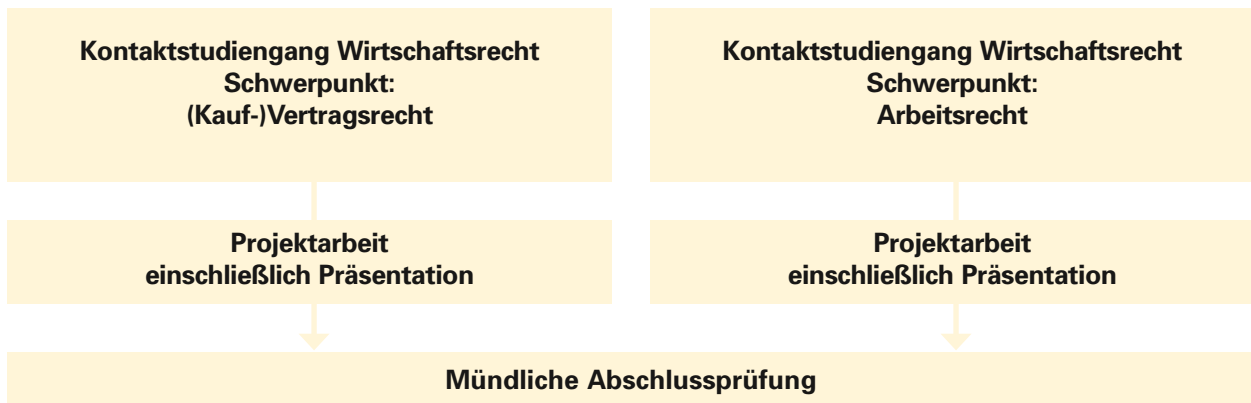 Kontaktstudiengang Wirtschaftsrecht
Schwerpunkt:
(Kauf-)Vertragsrecht
Kontaktstudiengang Wirtschaftsrecht
Schwerpunkt:
Arbeitsrecht
Projektarbeit
einschließlich Präsentation
Projektarbeit
einschließlich Präsentation
Mündliche Abschlussprüfung